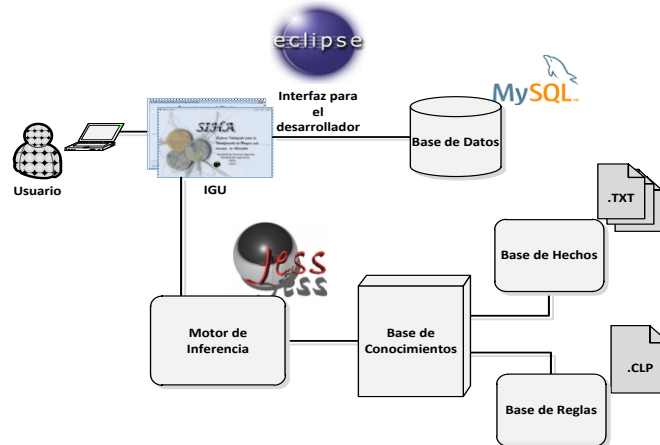 eclipse
Interfaz para
el
desarrollador
MySQL
Base de Datos
SIHA
Usuario
IGU
.TXT
Base de Hechos
Jess
Motor de
Inferencia
Base de
Conocimientos
.CLP
Base de Reglas